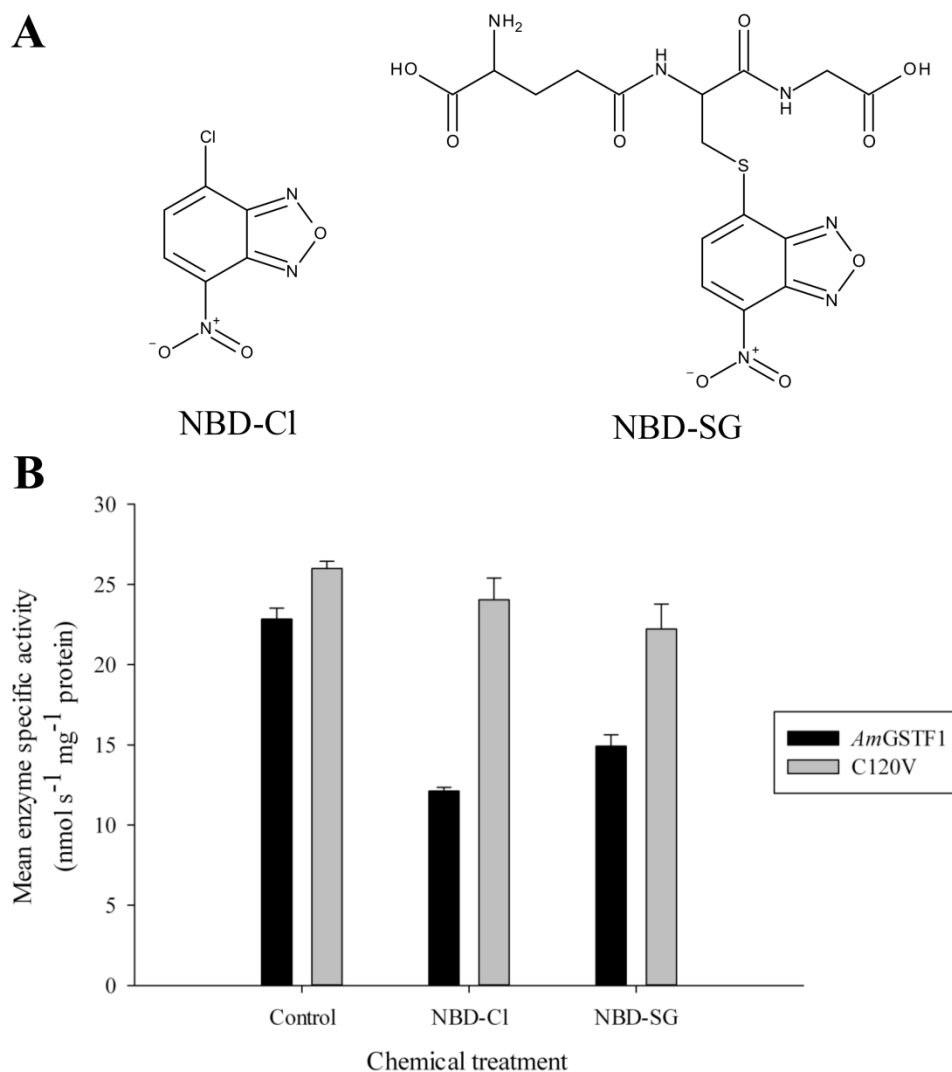 A
NH2
HO
O
O
H
N
O
N
H
OH
O
S
Cl
N
O
N
N+
−O
O
N
O
N
N+
−O
O
NBD-Cl
NBD-SG
B
Mean enzyme specific activity
(nmol s-1 mg-1 protein)
30
25
20
15
10
5
0
Control
NBD-Cl
NBD-SG
Chemical treatment
AmGSTF1
C120V